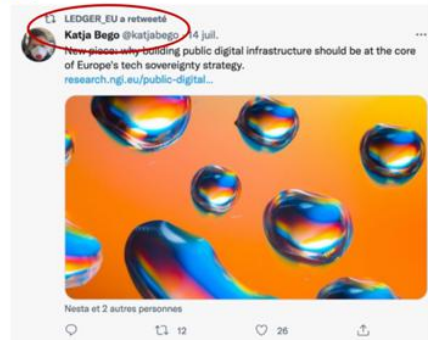 LEDGER_EU a retweeté
Katja Bego @katjabego · 14 juil.
New piece: why building public digital infrastructure should be at the core
of Europe's tech sovereignty strategy.
research.ngi.eu/public-digital...
Nesta et 2 autres personnes
12 26